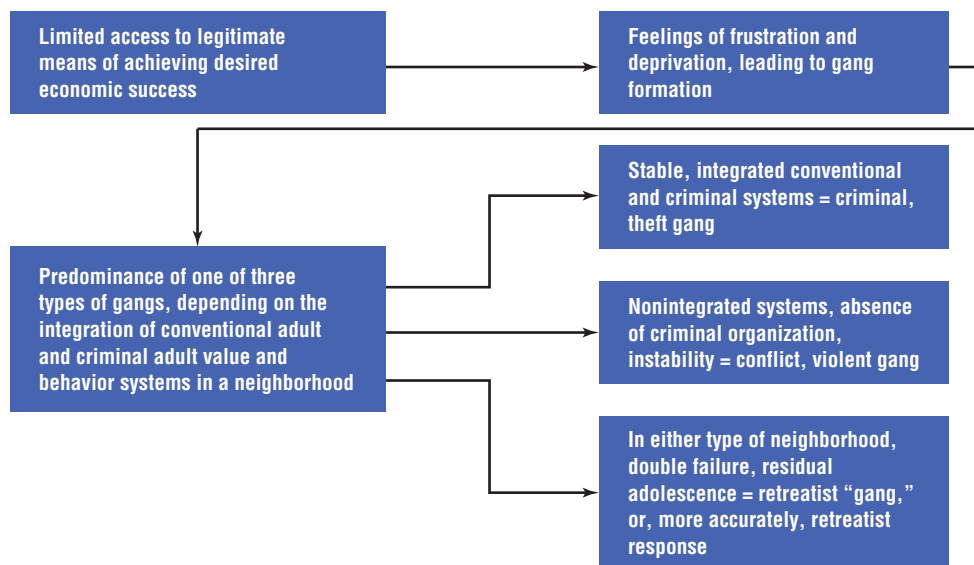 Limited access to legitimate
means of achieving desired
economic success
Feelings of frustration and
deprivation, leading to gang
formation
Stable, integrated conventional
and criminal systems = criminal,
theft gang
Predominance of one of three
types of gangs, depending on the
integration of conventional adult
and criminal adult value and
behavior systems in a neighborhood
Nonintegrated systems, absence
of criminal organization,
instability = conflict, violent gang
In either type of neighborhood,
double failure, residual
adolescence = retreatist “gang,”
or, more accurately, retreatist
response